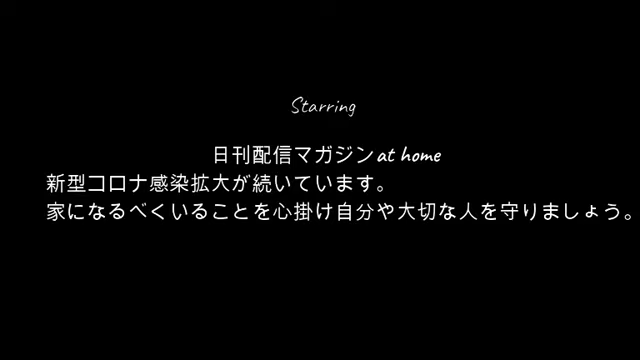 Starring
日刊配信マガジンat home
新型コロナ感染拡大が続いています。
家になるべくいることを心掛け自分や大切な人を守りましょう。